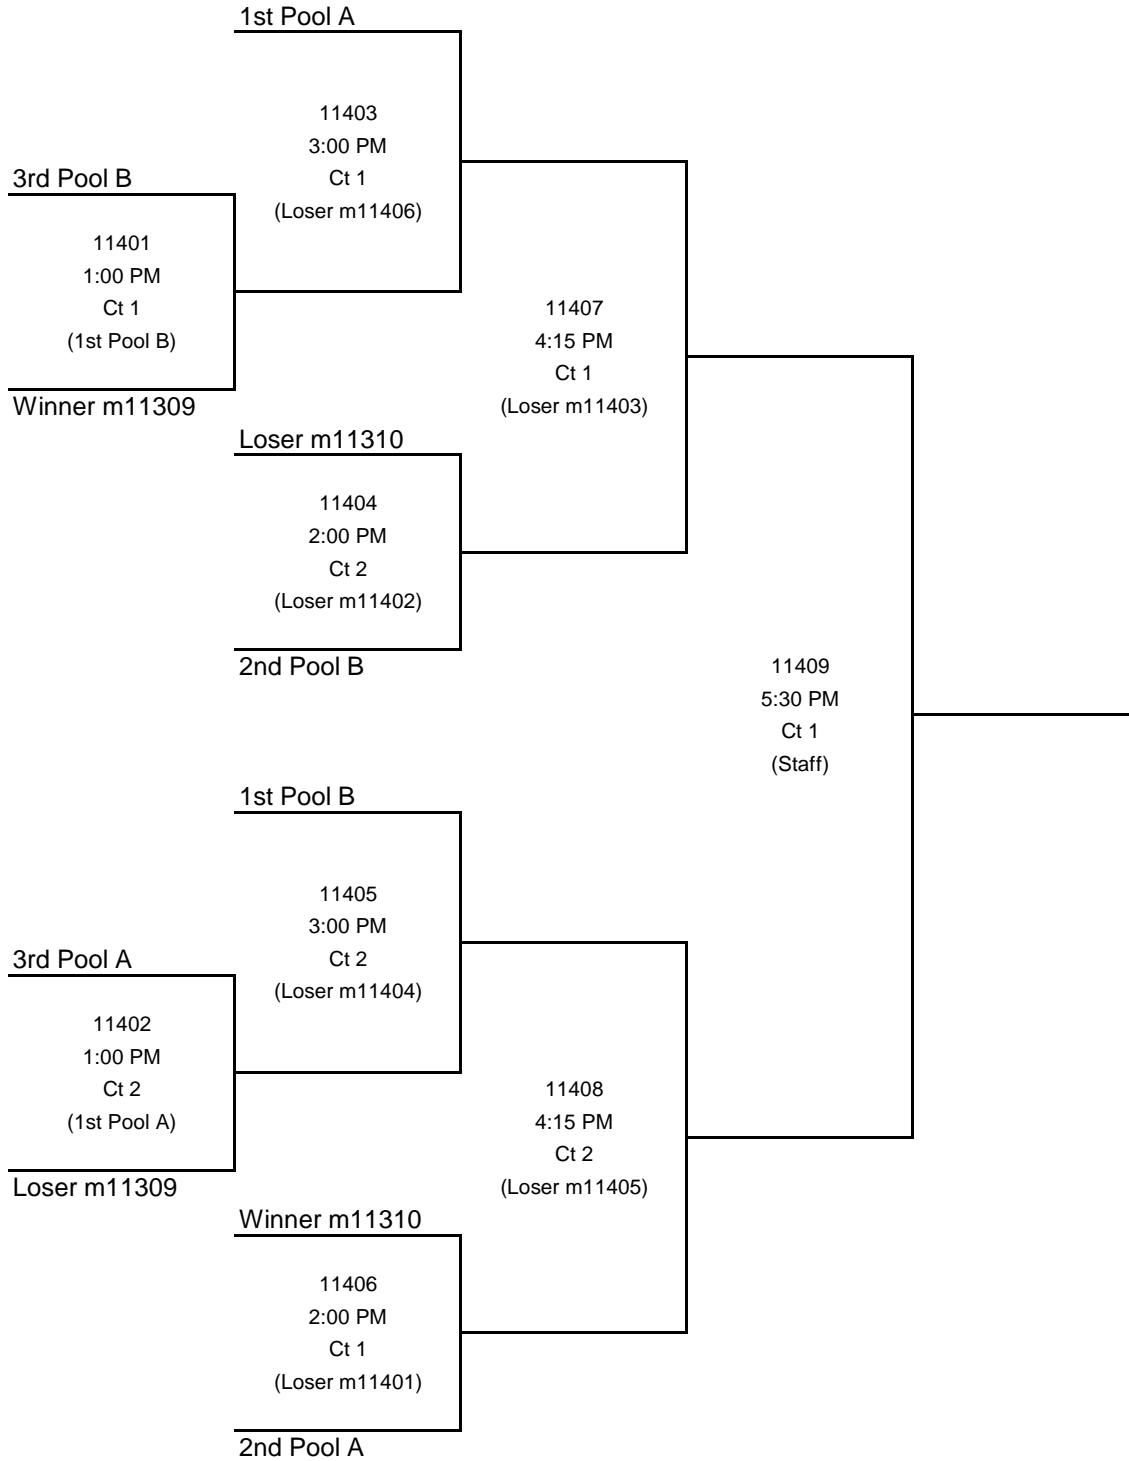 1st Pool A
11403
3:00 PM
Ct 1
(Loser m11406)
3rd Pool B
11401
1:00 PM
Ct 1
(1st Pool B)
Winner m11309
11407
4:15 PM
Ct 1
(Loser m11403)
Loser m11310
11404
2:00 PM
Ct 2
(Loser m11402)
2nd Pool B
11409
5:30 PM
Ct 1
(Staff)
1st Pool B
11405
3:00 PM
Ct 2
(Loser m11404)
3rd Pool A
11402
1:00 PM
Ct 2
(1st Pool A)
Loser m11309
11408
4:15 PM
Ct 2
(Loser m11405)
Winner m11310
11406
2:00 PM
Ct 1
(Loser m11401)
2nd Pool A